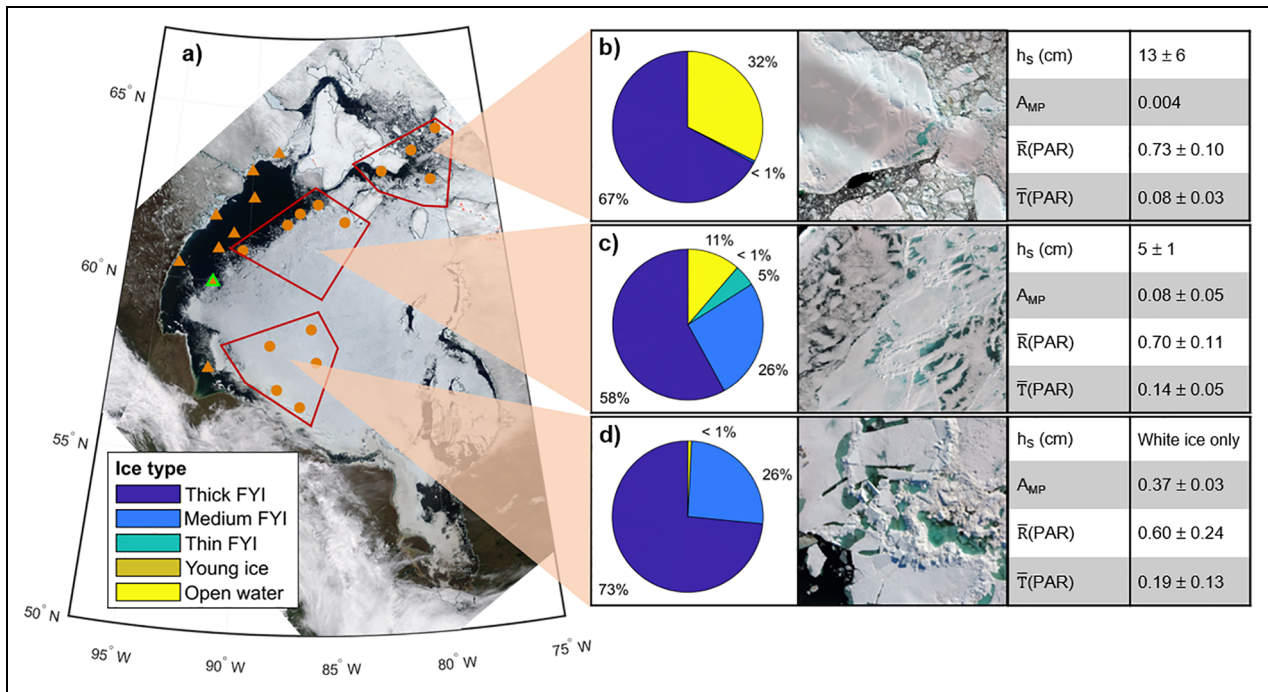 a)
65° N
60° N
55° N
50° N
95° W
90° W
85° W
80° W
75° W
Ice type
Thick FYI
Medium FYI
Thin FYI
Young ice
Open water
b)
32%
< 1%
67%
hS (cm) 13 ± 6
AMP 0.004
R̅(PAR) 0.73 ± 0.10
T̅(PAR) 0.08 ± 0.03
c)
11%
< 1%
5%
26%
58%
hS (cm) 5 ± 1
AMP 0.08 ± 0.05
R̅(PAR) 0.70 ± 0.11
T̅(PAR) 0.14 ± 0.05
d)
< 1%
26%
73%
hS (cm) White ice only
AMP 0.37 ± 0.03
R̅(PAR) 0.60 ± 0.24
T̅(PAR) 0.19 ± 0.13